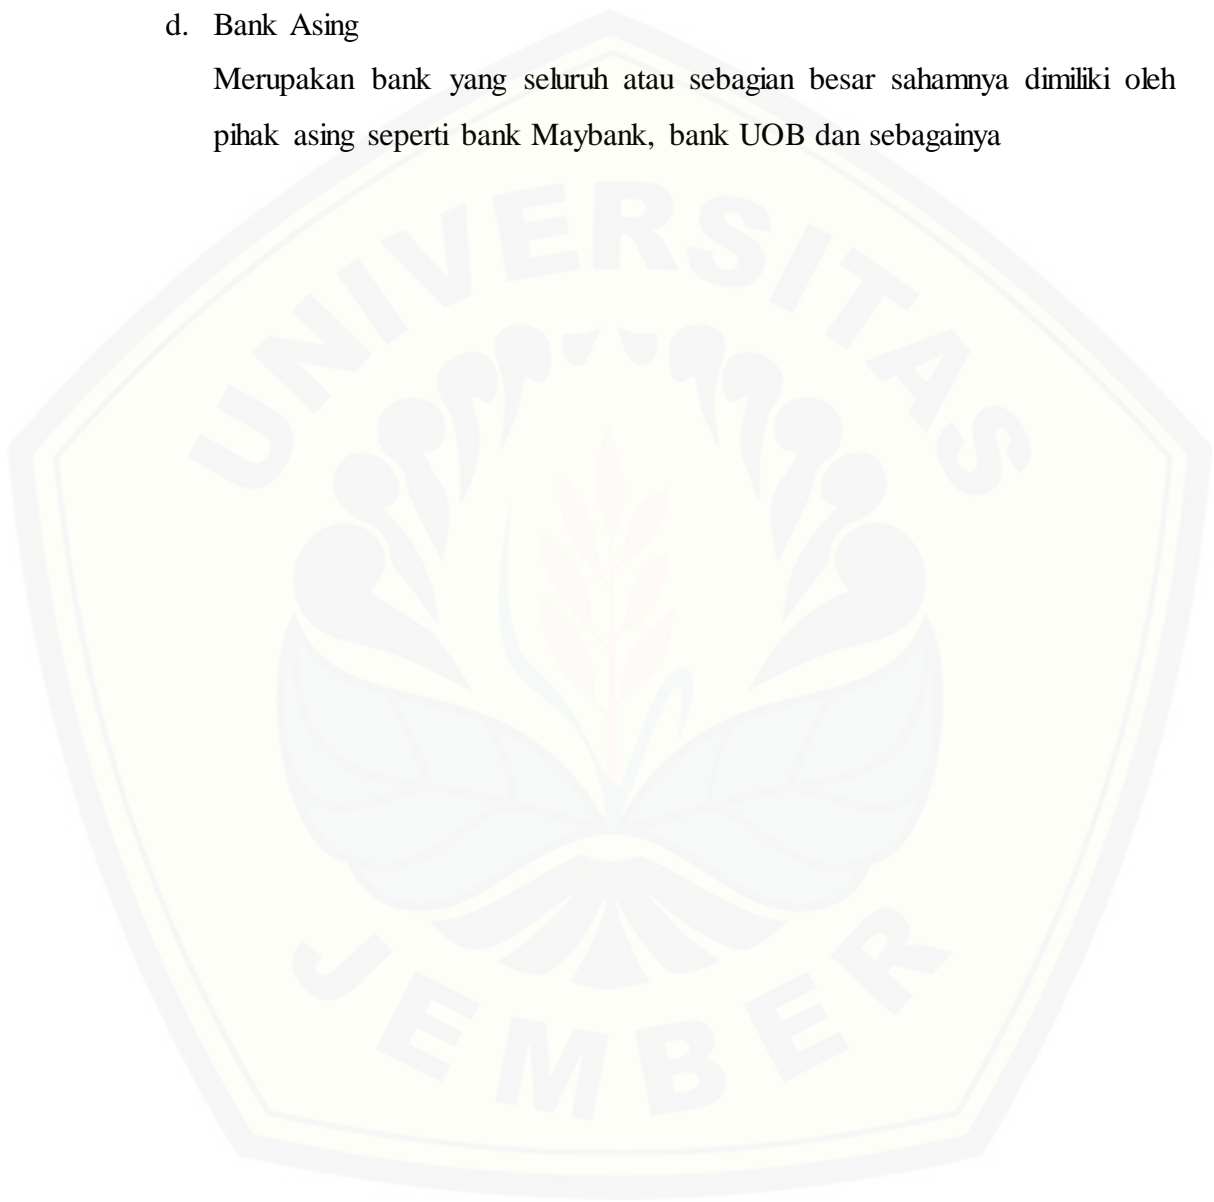 d. Bank Asing
Merupakan bank yang seluruh atau sebagian besar sahamnya dimiliki oleh
pihak asing seperti bank Maybank, bank UOB dan sebagainya
UNIVERSITAS
JEMBER